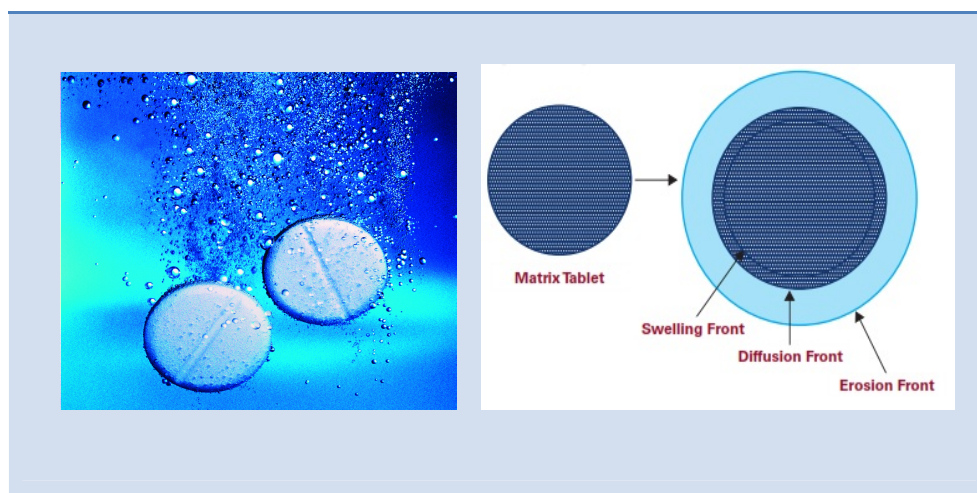 Matrix Tablet
Swelling Front
Diffusion Front
Erosion Front